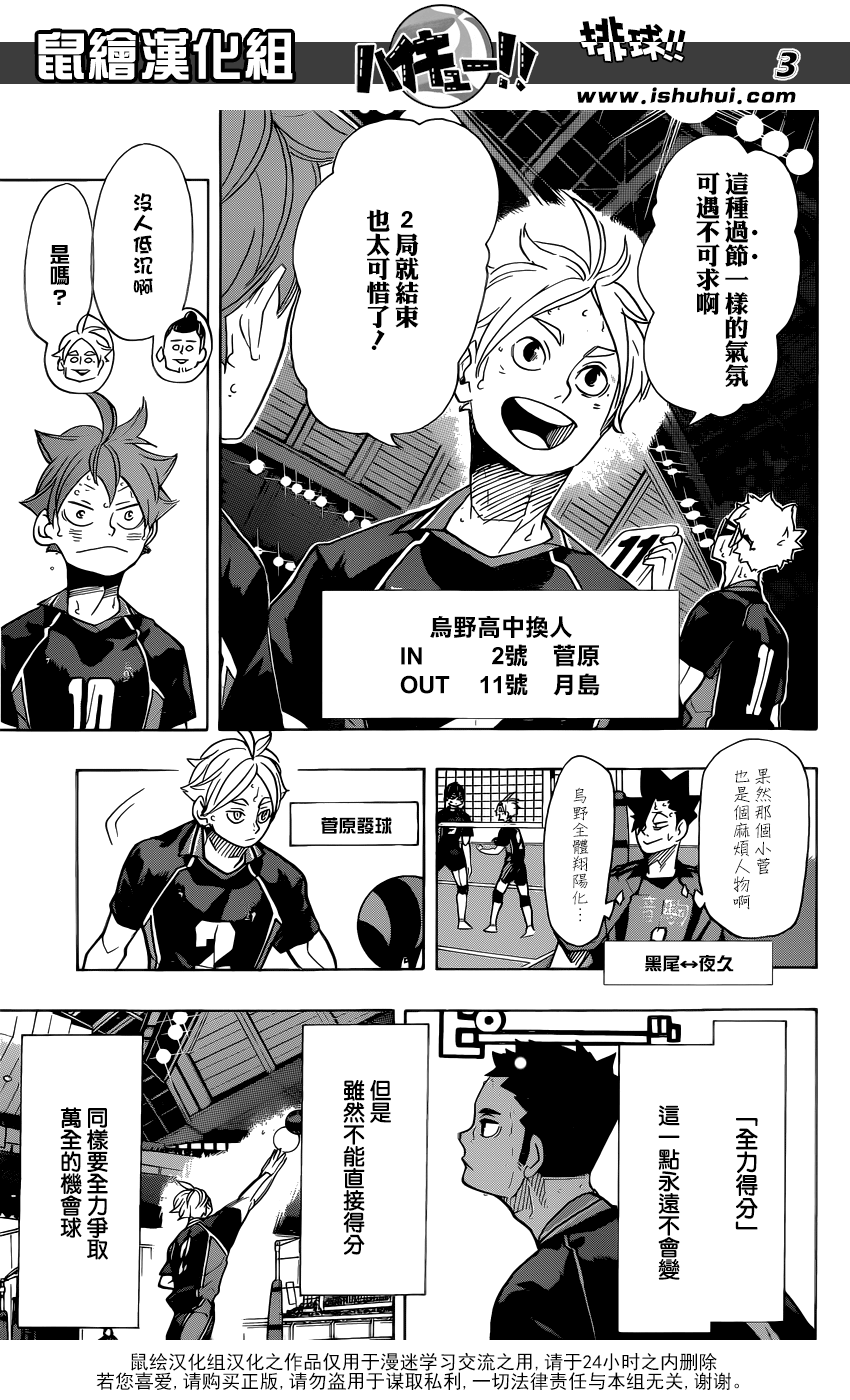 鼠繪漢化組
ハイキュー!!
排球!!
3
www.ishuhui.com
這種過節一樣的氣氛
可遇不可求啊
2局就結束
也太可惜了!
11
1
烏野高中換人
IN 2號 菅原
OUT 11號 月島
沒人低沉啊
是嗎?
10
果然那個小菅
也是個麻煩人物啊
烏野全體翔陽化…
音駒
黑尾↔夜久
菅原發球
2
「全力得分」
這一點永遠不會變
但是
雖然不能直接得分
同樣要全力爭取
萬全的機會球
鼠绘汉化组汉化之作品仅用于漫迷学习交流之用, 请于24小时之内删除
若您喜爱, 请购买正版, 请勿盗用于谋取私利, 一切法律责任与本组无关, 谢谢。